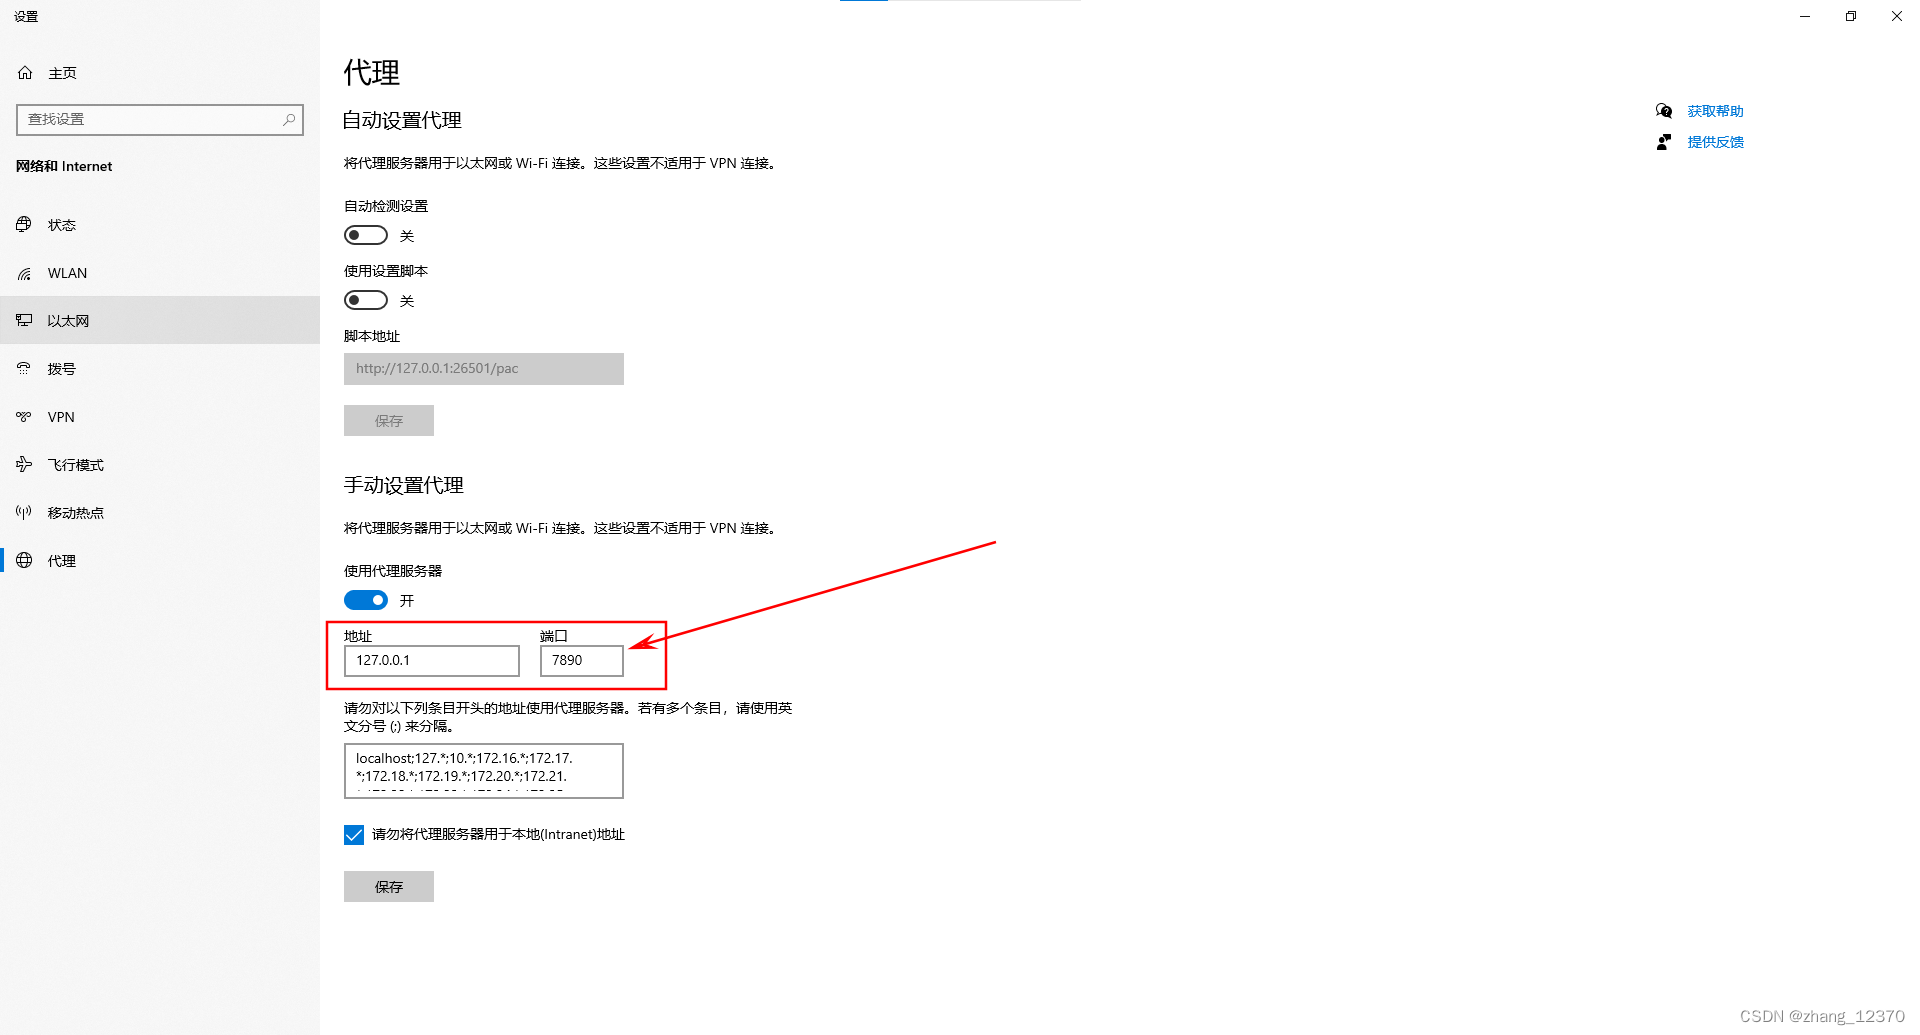 设置
主页
查找设置
网络和 Internet
状态
WLAN
以太网
拨号
VPN
飞行模式
移动热点
代理
代理
自动设置代理
将代理服务器用于以太网或 Wi-Fi 连接。这些设置不适用于 VPN 连接。
自动检测设置
关
使用设置脚本
关
脚本地址
http://127.0.0.1:26501/pac
保存
手动设置代理
将代理服务器用于以太网或 Wi-Fi 连接。这些设置不适用于 VPN 连接。
使用代理服务器
开
地址 端口
127.0.0.1 7890
请勿对以下列条目开头的地址使用代理服务器。若有多个条目，请使用英
文分号 (;) 来分隔。
localhost;127.*;10.*;172.16.*;172.17.
*;172.18.*;172.19.*;172.20.*;172.21.
请勿将代理服务器用于本地(Intranet)地址
保存
获取帮助
提供反馈
CSDN @zhang_12370